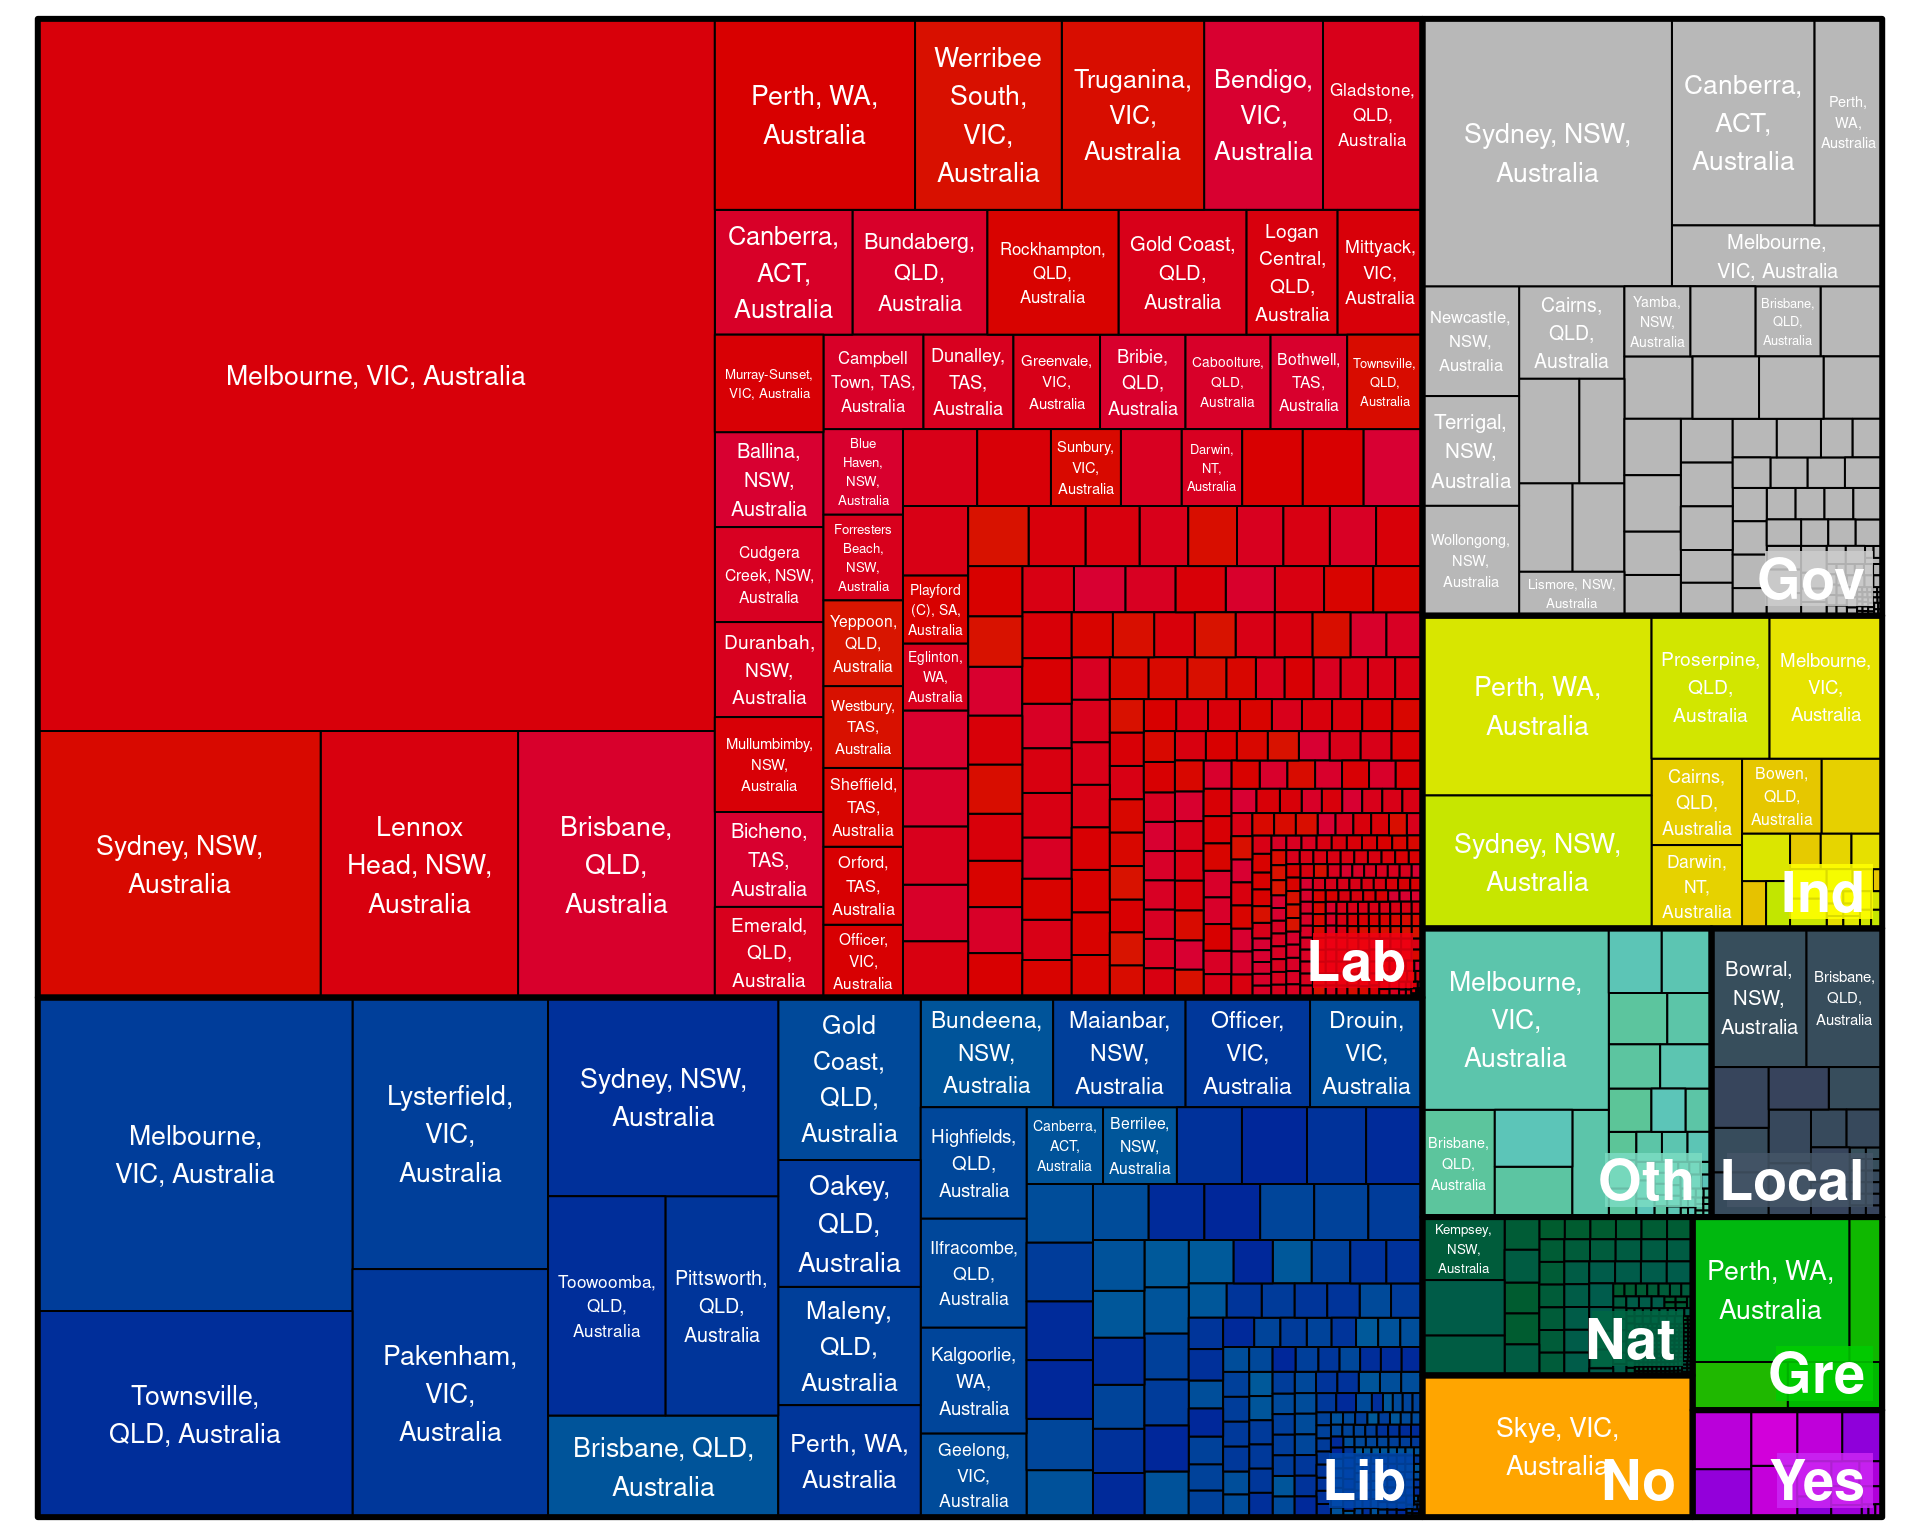 Melbourne, VIC, Australia
Sydney, NSW,
Australia
Lennox
Head, NSW,
Australia
Brisbane,
QLD,
Australia
Perth, WA,
Australia
Werribee
South,
VIC,
Australia
Truganina,
VIC,
Australia
Bendigo,
VIC,
Australia
Gladstone,
QLD,
Australia
Canberra,
ACT,
Australia
Bundaberg,
QLD,
Australia
Rockhampton,
QLD,
Australia
Gold Coast,
QLD,
Australia
Logan
Central,
QLD,
Australia
Mittyack,
VIC,
Australia
Murray-Sunset,
VIC, Australia
Campbell
Town, TAS,
Australia
Dunalley,
TAS,
Australia
Greenvale,
VIC,
Australia
Bribie,
QLD,
Australia
Caboolture,
QLD,
Australia
Bothwell,
TAS,
Australia
Townsville,
QLD,
Australia
Ballina,
NSW,
Australia
Cudgera
Creek, NSW,
Australia
Duranbah,
NSW,
Australia
Mullumbimby,
NSW,
Australia
Bicheno,
TAS,
Australia
Emerald,
QLD,
Australia
Blue
Haven,
NSW,
Australia
Forresters
Beach,
NSW,
Australia
Yeppoon,
QLD,
Australia
Westbury,
TAS,
Australia
Sheffield,
TAS,
Australia
Orford,
TAS,
Australia
Officer,
VIC,
Australia
Sunbury,
VIC,
Australia
Darwin,
NT,
Australia
Playford
(C), SA,
Australia
Eglinton,
WA,
Australia
Lab
Melbourne,
VIC, Australia
Townsville,
QLD, Australia
Lysterfield,
VIC,
Australia
Pakenham,
VIC,
Australia
Sydney, NSW,
Australia
Toowoomba,
QLD,
Australia
Pittsworth,
QLD,
Australia
Brisbane, QLD,
Australia
Gold
Coast,
QLD,
Australia
Oakey,
QLD,
Australia
Maleny,
QLD,
Australia
Perth, WA,
Australia
Bundeena,
NSW,
Australia
Maianbar,
NSW,
Australia
Officer,
VIC,
Australia
Drouin,
VIC,
Australia
Highfields,
QLD,
Australia
Ilfracombe,
QLD,
Australia
Kalgoorlie,
WA,
Australia
Geelong,
VIC,
Australia
Canberra,
ACT,
Australia
Berrilee,
NSW,
Australia
Lib
Sydney, NSW,
Australia
Canberra,
ACT,
Australia
Perth,
WA,
Australia
Melbourne,
VIC, Australia
Newcastle,
NSW,
Australia
Terrigal,
NSW,
Australia
Wollongong,
NSW,
Australia
Cairns,
QLD,
Australia
Lismore, NSW,
Australia
Yamba,
NSW,
Australia
Brisbane,
QLD,
Australia
Gov
Perth, WA,
Australia
Sydney, NSW,
Australia
Proserpine,
QLD,
Australia
Melbourne,
VIC,
Australia
Cairns,
QLD,
Australia
Darwin,
NT,
Australia
Bowen,
QLD,
Australia
Ind
Melbourne,
VIC,
Australia
Brisbane,
QLD,
Australia
Oth
Bowral,
NSW,
Australia
Brisbane,
QLD,
Australia
Local
Kempsey,
NSW,
Australia
Nat
Perth, WA,
Australia
Gre
Skye, VIC,
Australia
No
Yes